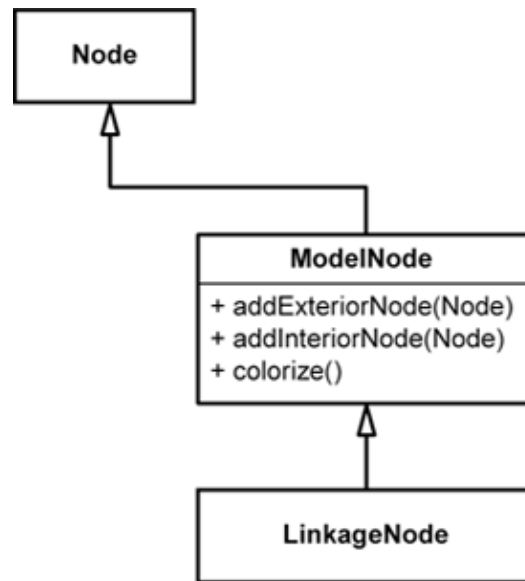 Node
ModelNode
+ addExteriorNode(Node)
+ addInteriorNode(Node)
+ colorize()
LinkageNode